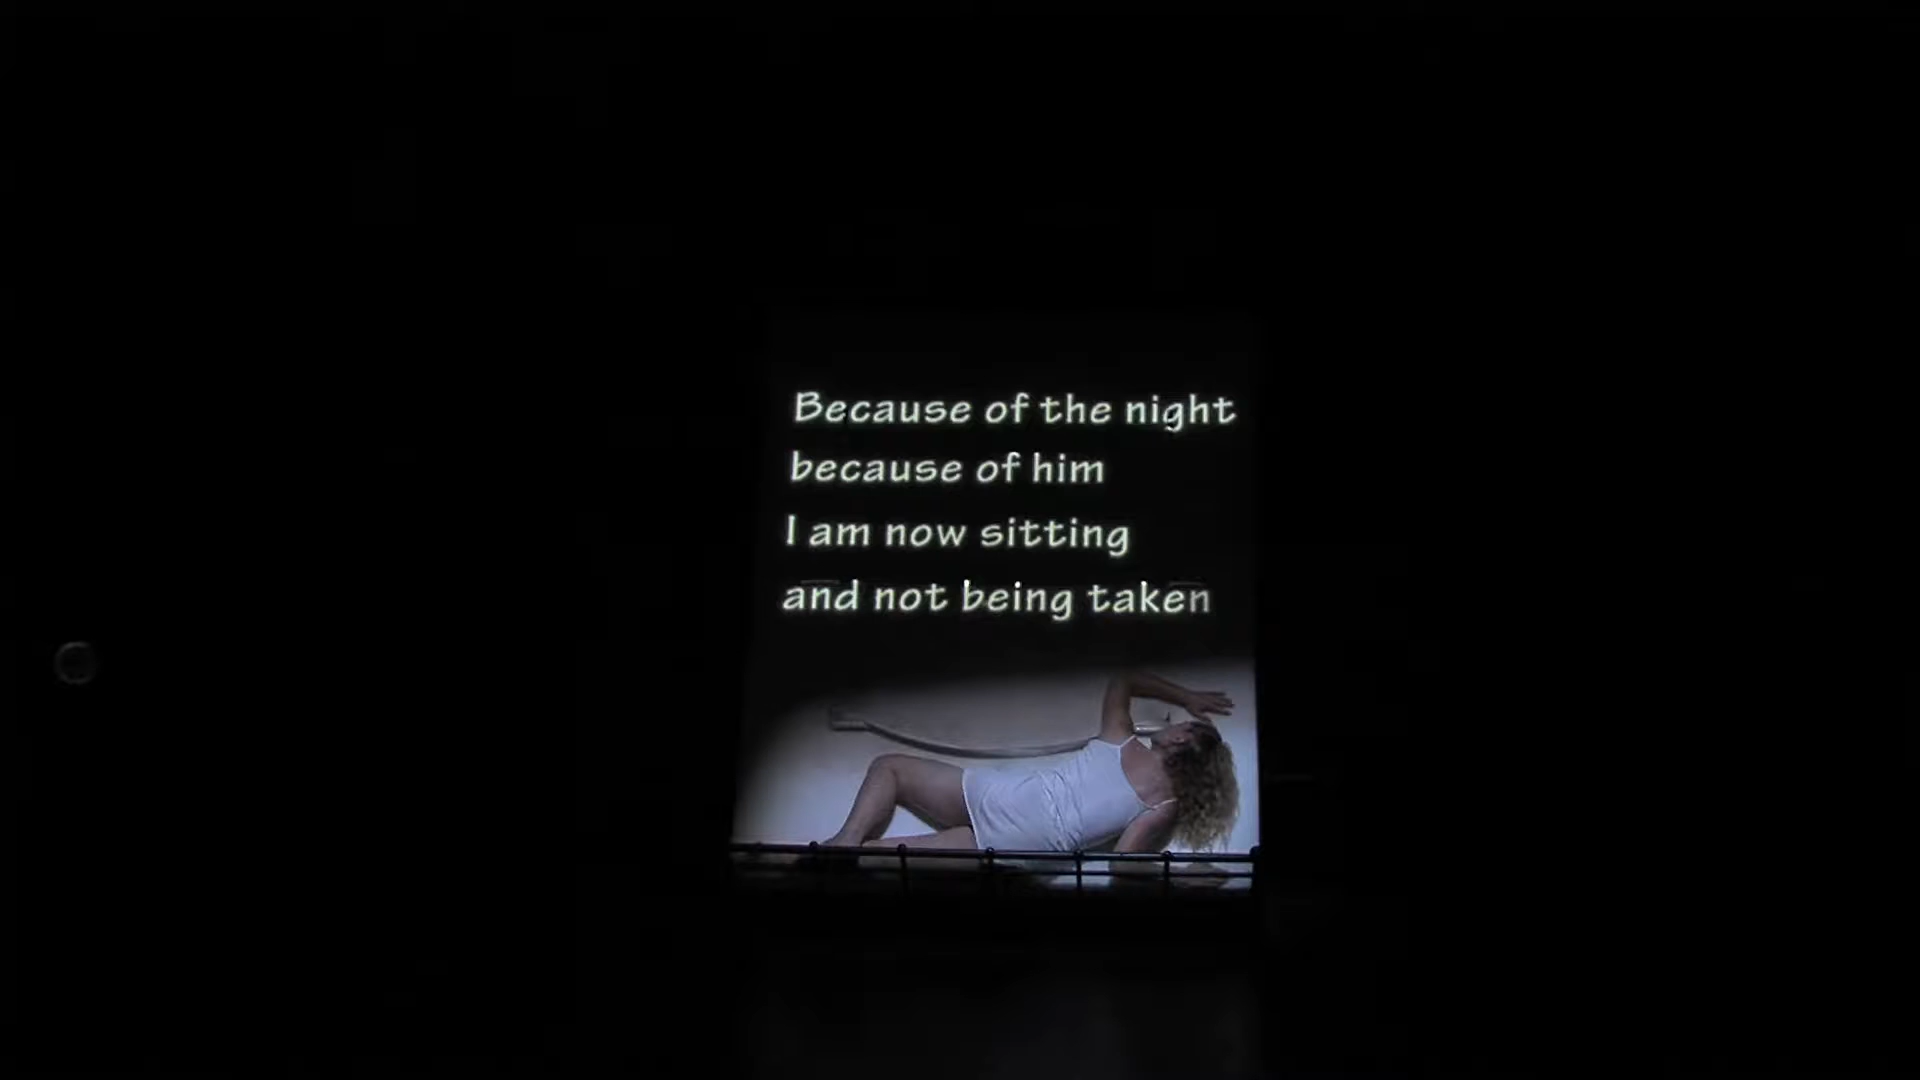 Because of the night
because of him
I am now sitting
and not being taken